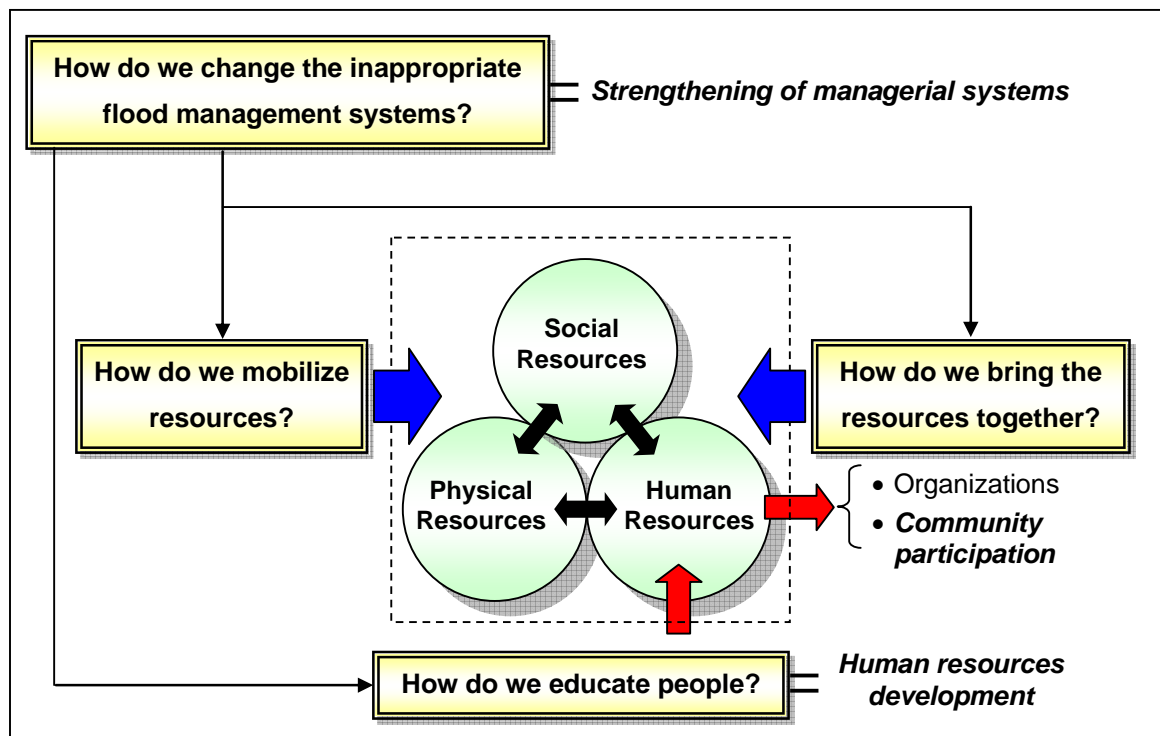 How do we change the inappropriate
flood management systems?
Strengthening of managerial systems
Social
Resources
How do we mobilize
resources?
How do we bring the
resources together?
Physical
Resources
Human
Resources
• Organizations
• Community
participation
How do we educate people?
Human resources
development